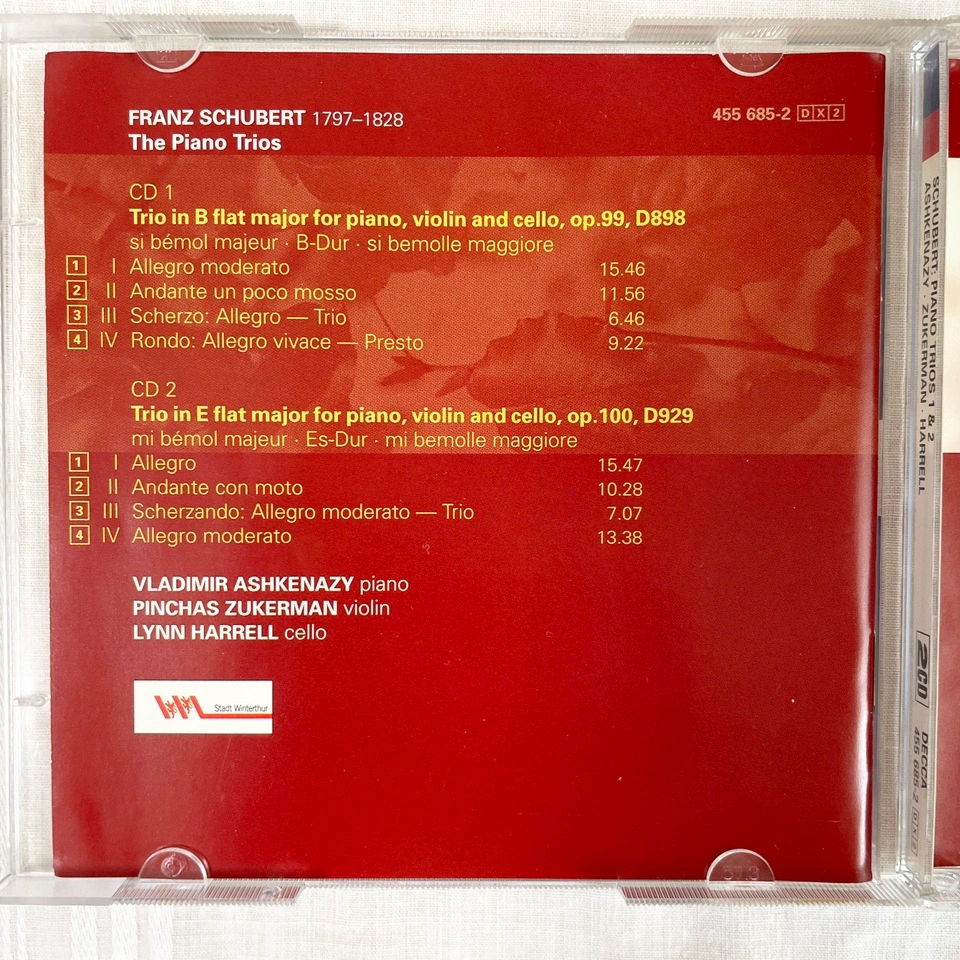 FRANZ SCHUBERT 1797–1828
The Piano Trios
455 685-2 DX2
CD 1
Trio in B flat major for piano, violin and cello, op.99, D898
si bémol majeur · B-Dur · si bemolle maggiore
1 I Allegro moderato 15.46
2 II Andante un poco mosso 11.56
3 III Scherzo: Allegro — Trio 6.46
4 IV Rondo: Allegro vivace — Presto 9.22
CD 2
Trio in E flat major for piano, violin and cello, op.100, D929
mi bémol majeur · Es-Dur · mi bemolle maggiore
1 I Allegro 15.47
2 II Andante con moto 10.28
3 III Scherzando: Allegro moderato — Trio 7.07
4 IV Allegro moderato 13.38
VLADIMIR ASHKENAZY piano
PINCHAS ZUKERMAN violin
LYNN HARRELL cello
Stadt Winterthur
SCHUBERT: PIANO TRIOS 1 & 2
ASHKENAZY · ZUKERMAN · HARRELL
2CD
DECCA
455 685-2 DX2